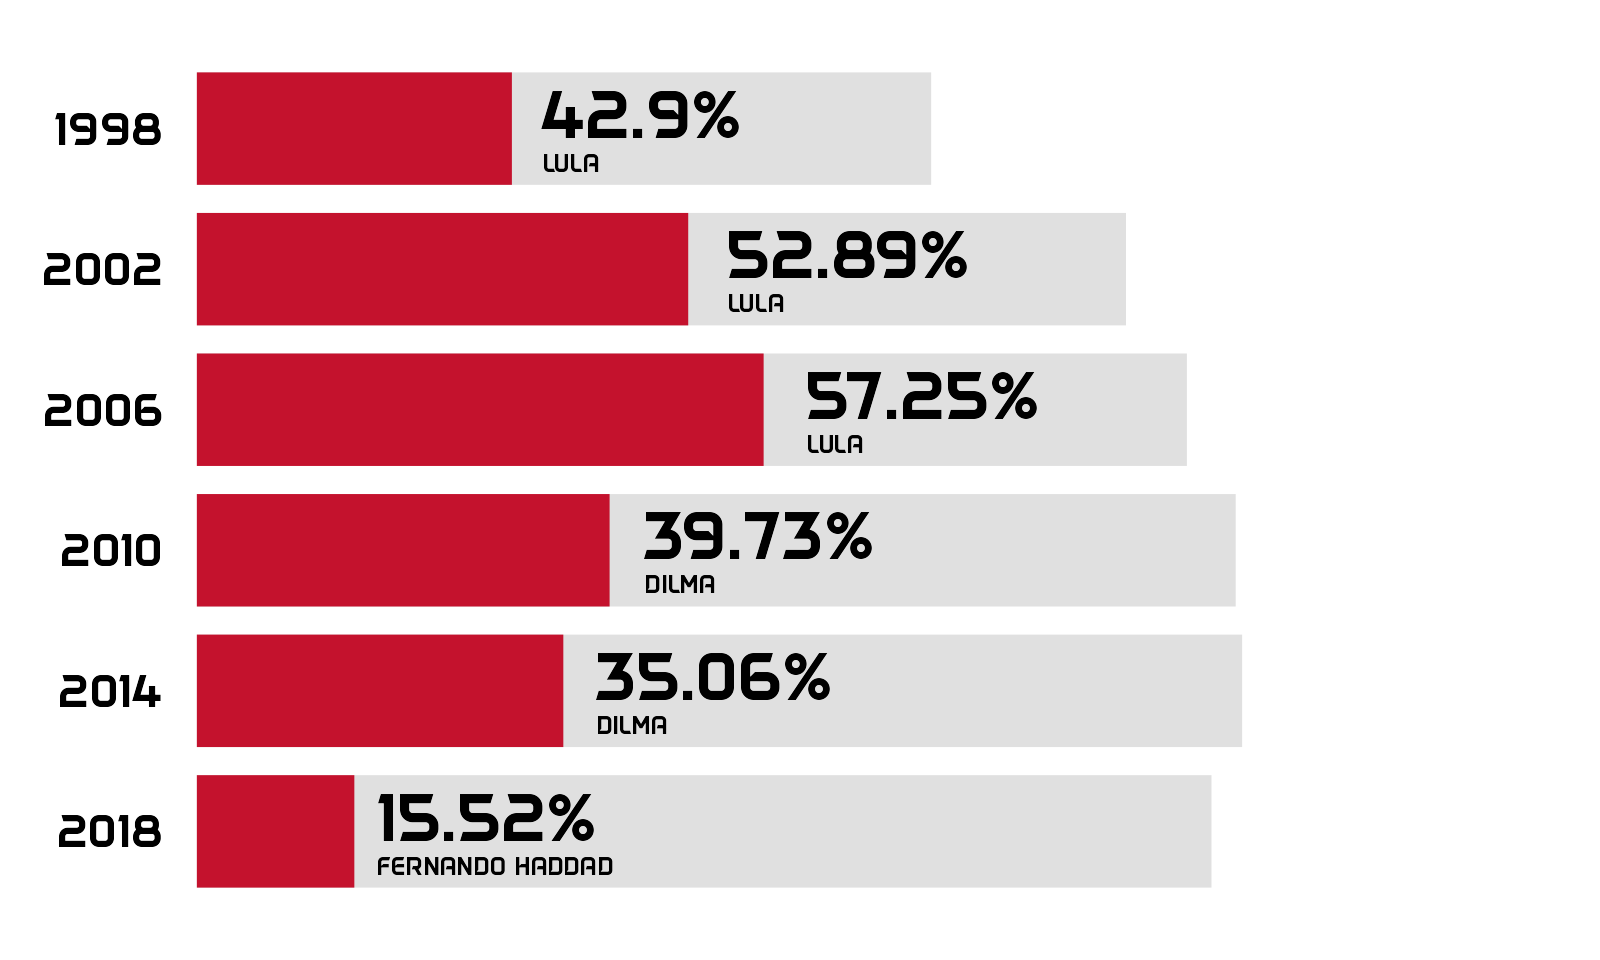 1998
42.9%
LULA
2002
52.89%
LULA
2006
57.25%
LULA
2010
39.73%
DILMA
2014
35.06%
DILMA
2018
15.52%
FERNANDO HADDAD